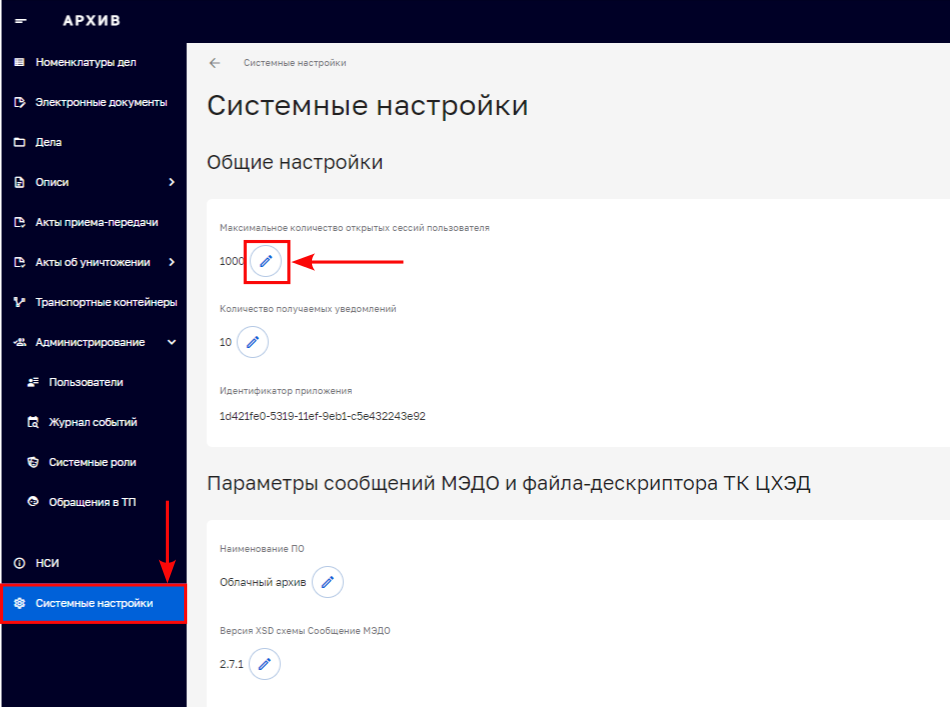 АРХИВ
Номенклатуры дел
Электронные документы
Дела
Описи
Акты приема-передачи
Акты об уничтожении
Транспортные контейнеры
Администрирование
Пользователи
Журнал событий
Системные роли
Обращения в ТП
НСИ
Системные настройки
Системные настройки
Системные настройки
Общие настройки
Максимальное количество открытых сессий пользователя
1000
Количество получаемых уведомлений
10
Идентификатор приложения
1d421fe0-5319-11ef-9eb1-c5e432243e92
Параметры сообщений МЭДО и файла-дескриптора ТК ЦХЭД
Наименование ПО
Облачный архив
Версия XSD схемы Сообщение МЭДО
2.7.1